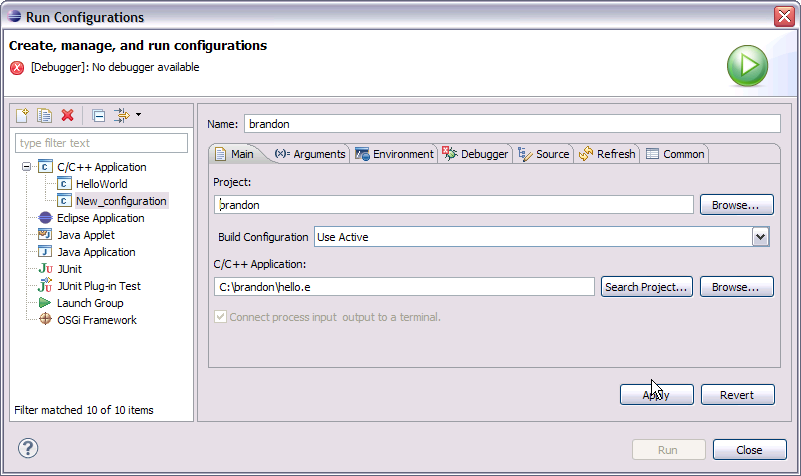 Run Configurations
Create, manage, and run configurations
[Debugger]: No debugger available
type filter text
C/C++ Application
HelloWorld
New_configuration
Eclipse Application
Java Applet
Java Application
JUnit
JUnit Plug-in Test
Launch Group
OSGi Framework
Filter matched 10 of 10 items
Name: brandon
Main (x)= Arguments Environment Debugger Source Refresh Common
Project:
brandon Browse...
Build Configuration Use Active
C/C++ Application:
C:\brandon\hello.e Search Project... Browse...
Connect process input output to a terminal.
Apply Revert
Run Close